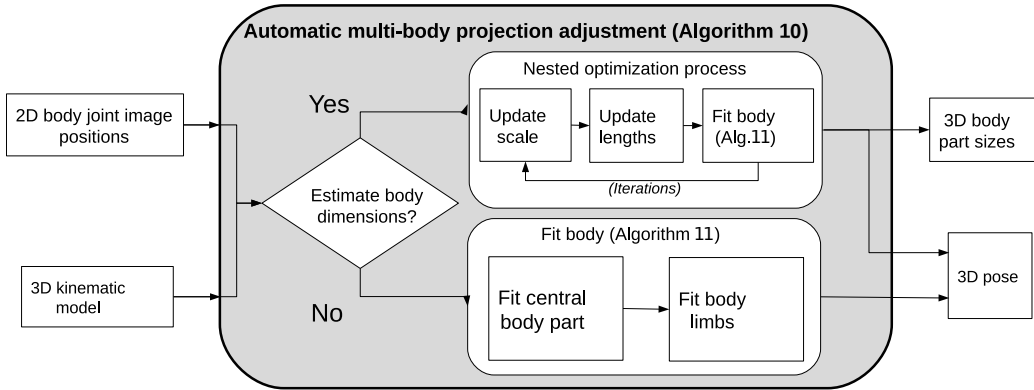 Automatic multi-body projection adjustment (Algorithm 10)
Nested optimization process
Yes
2D body joint image
positions
Update
scale
Update
lengths
Fit body
(Alg.11)
3D body
part sizes
(Iterations)
Estimate body
dimensions?
Fit body (Algorithm 11)
3D kinematic
model
No
Fit central
body part
Fit body
limbs
3D pose